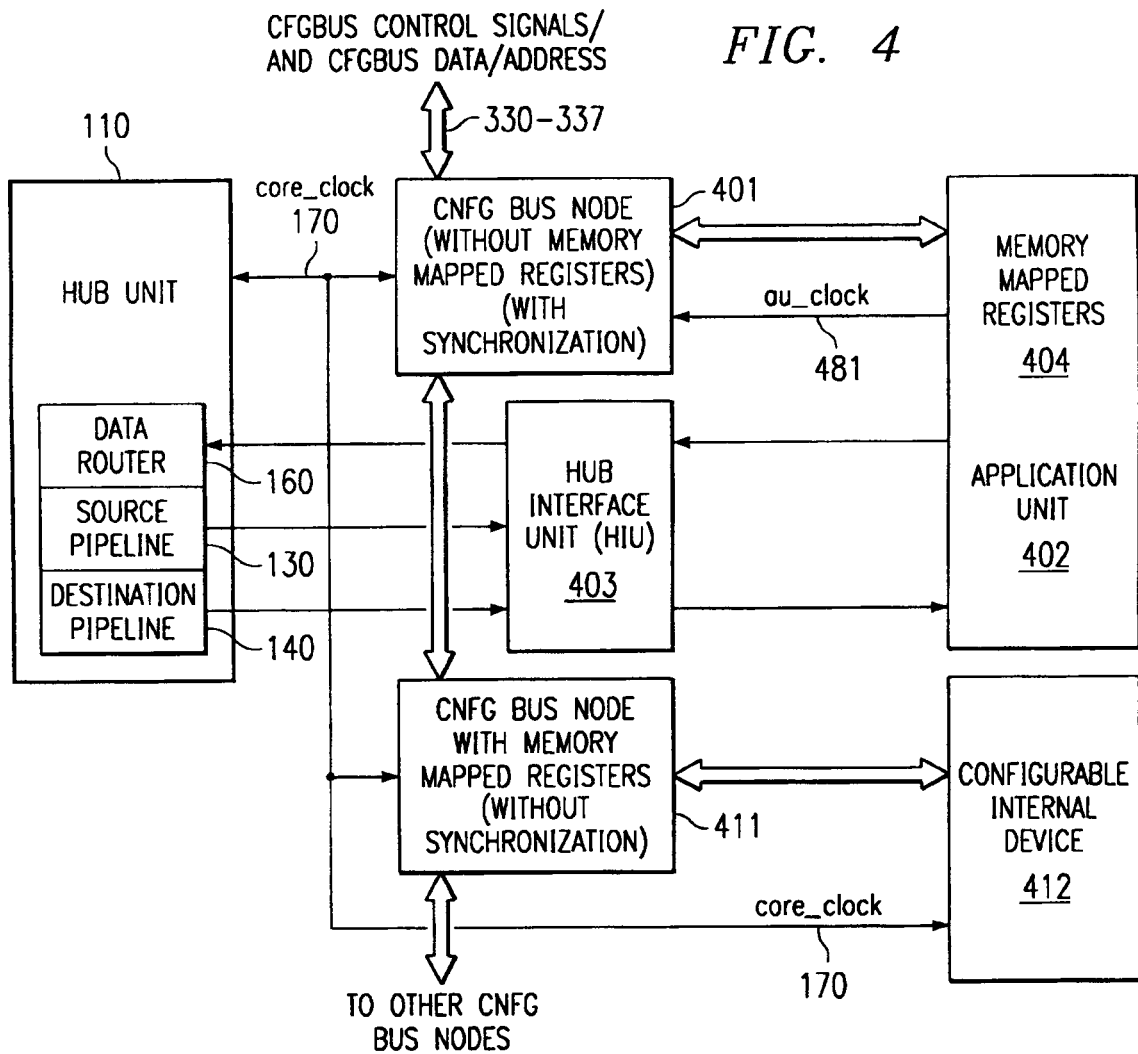 CFGBUS CONTROL SIGNALS/
AND CFGBUS DATA/ADDRESS
FIG. 4
330-337
110
HUB UNIT
core_clock
170
CNFG BUS NODE
(WITHOUT MEMORY
MAPPED REGISTERS)
(WITH
SYNCHRONIZATION)
401
au_clock
481
MEMORY
MAPPED
REGISTERS
404
APPLICATION
UNIT
402
DATA
ROUTER
160
SOURCE
PIPELINE
130
DESTINATION
PIPELINE
140
HUB
INTERFACE
UNIT (HIU)
403
CNFG BUS NODE
WITH MEMORY
MAPPED REGISTERS
(WITHOUT
SYNCHRONIZATION)
411
CONFIGURABLE
INTERNAL
DEVICE
412
core_clock
170
TO OTHER CNFG
BUS NODES